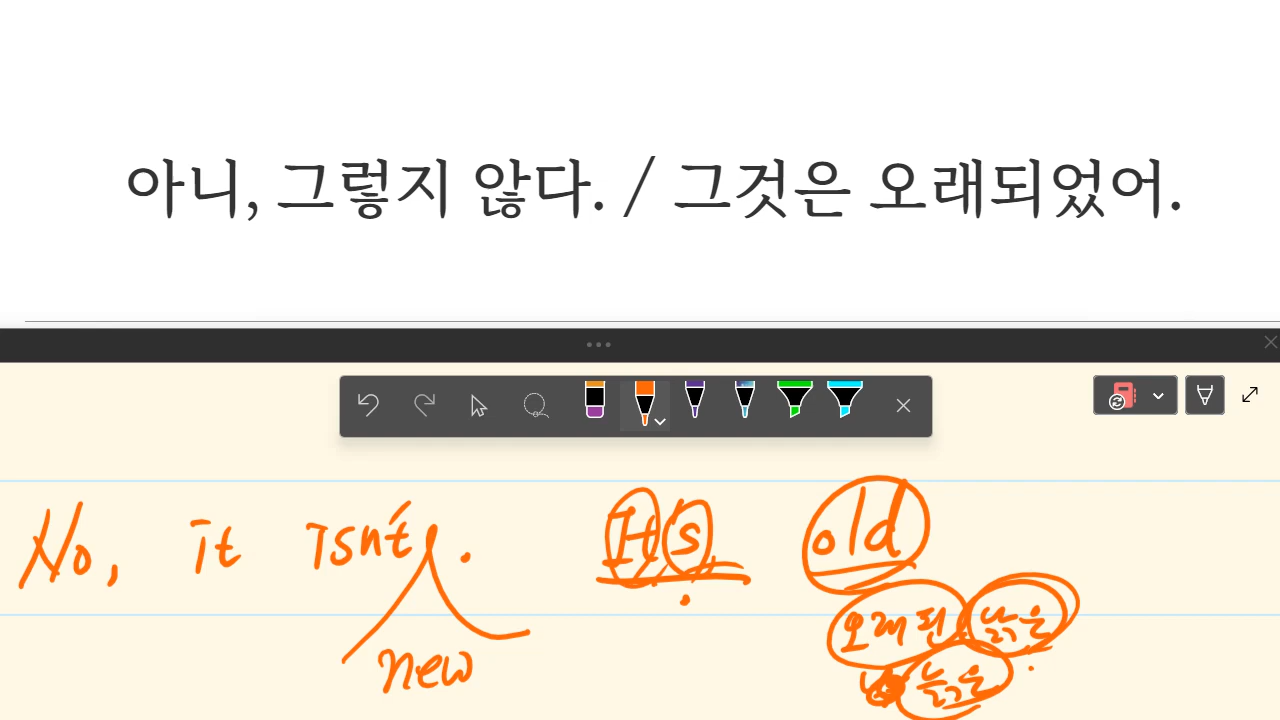 아니, 그렇지 않다. / 그것은 오래되었어.
No, it isn't. It's old
오래된 낡은
new 늙은